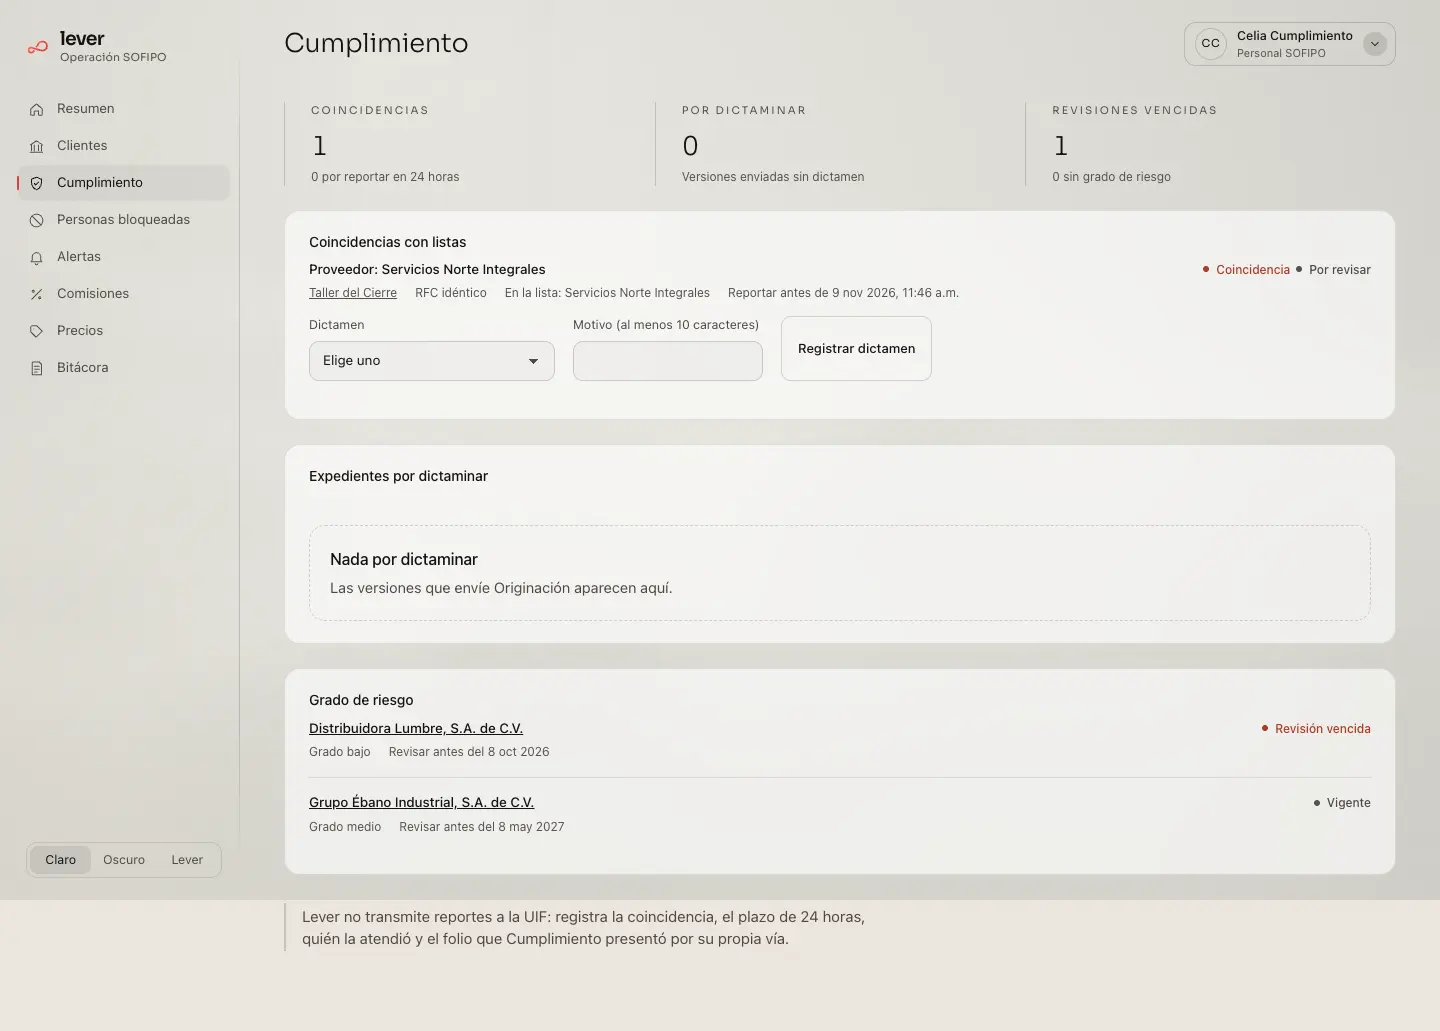 lever
Operación SOFIPO
Resumen
Clientes
Cumplimiento
Personas bloqueadas
Alertas
Comisiones
Precios
Bitácora
Claro Oscuro Lever
Cumplimiento
CC
Celia Cumplimiento
Personal SOFIPO
COINCIDENCIAS
1
0 por reportar en 24 horas
POR DICTAMINAR
0
Versiones enviadas sin dictamen
REVISIONES VENCIDAS
1
0 sin grado de riesgo
Coincidencias con listas
Proveedor: Servicios Norte Integrales
Coincidencia Por revisar
Taller del Cierre RFC idéntico En la lista: Servicios Norte Integrales Reportar antes de 9 nov 2026, 11:46 a.m.
Dictamen
Elige uno
Motivo (al menos 10 caracteres)
Registrar dictamen
Expedientes por dictaminar
Nada por dictaminar
Las versiones que envíe Originación aparecen aquí.
Grado de riesgo
Distribuidora Lumbre, S.A. de C.V.
Revisión vencida
Grado bajo Revisar antes del 8 oct 2026
Grupo Ébano Industrial, S.A. de C.V.
Vigente
Grado medio Revisar antes del 8 may 2027
Lever no transmite reportes a la UIF: registra la coincidencia, el plazo de 24 horas,
quién la atendió y el folio que Cumplimiento presentó por su propia vía.